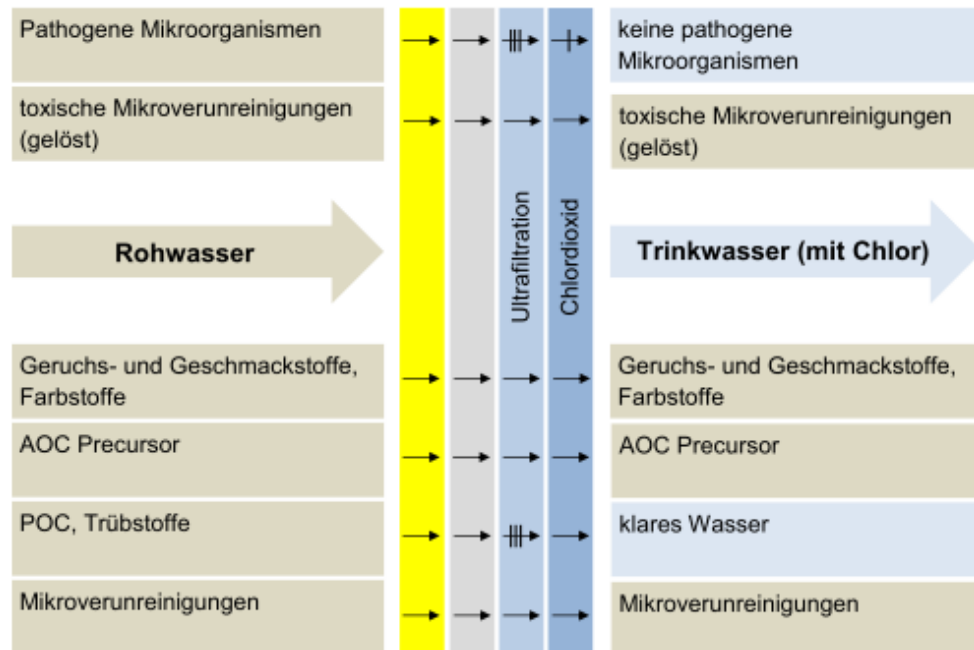 Pathogene Mikroorganismen
toxische Mikroverunreinigungen
(gelöst)
Rohwasser
Geruchs- und Geschmackstoffe,
Farbstoffe
AOC Precursor
POC, Trübstoffe
Mikroverunreinigungen
Ultrafiltration
Chlordioxid
keine pathogene
Mikroorganismen
toxische Mikroverunreinigungen
(gelöst)
Trinkwasser (mit Chlor)
Geruchs- und Geschmackstoffe,
Farbstoffe
AOC Precursor
klares Wasser
Mikroverunreinigungen